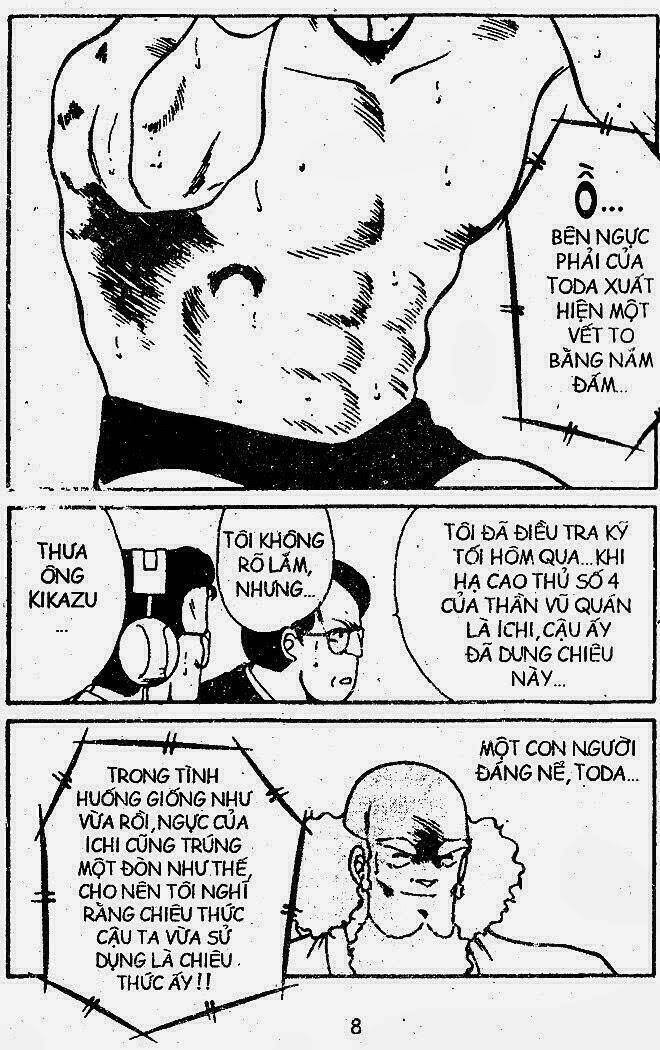 Ồ...
BÊN NGỰC
PHẢI CỦA
TODA XUẤT
HIỆN MỘT
VẾT TO
BẰNG NẮM
ĐẤM...
THƯA
ÔNG
KIKAZU
...
TÔI KHÔNG
RÕ LẮM,
NHƯNG...
TÔI ĐÃ ĐIỀU TRA KỸ
TỐI HÔM QUA...KHI
HẠ CAO THỦ SỐ 4
CỦA THẦN VŨ QUÁN
LÀ ICHI, CẬU ẤY
ĐÃ DUNG CHIÊU
NÀY...
TRONG TÌNH
HUỐNG GIỐNG NHƯ
VỪA RỒI, NGỰC CỦA
ICHI CŨNG TRÚNG
MỘT ĐÒN NHƯ THẾ,
CHO NÊN TÔI NGHĨ
RẰNG CHIÊU THỨC
CẬU TA VỪA SỬ
DỤNG LÀ CHIÊU
THỨC ẤY!!
MỘT CON NGƯỜI
ĐÁNG NỂ, TODA...
8